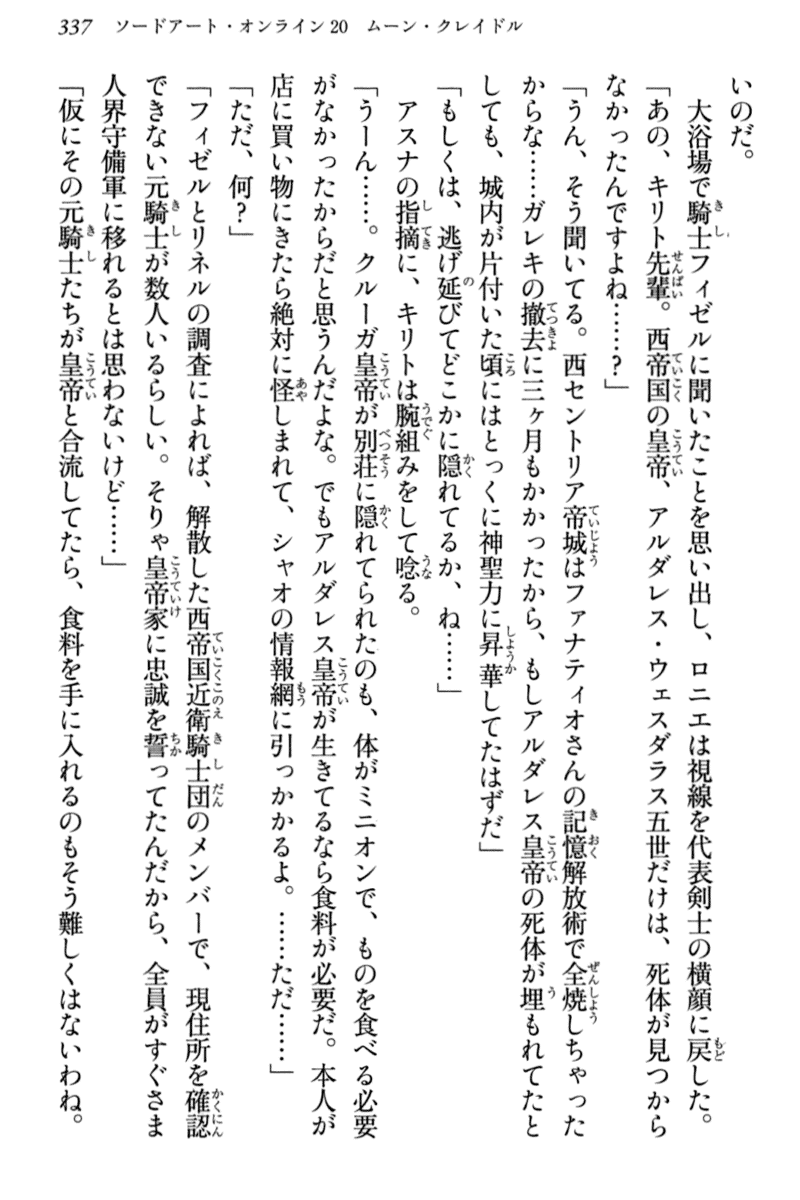 337 ソードアート・オンライン20 ムーン・クレイドル
いのだ。
　大浴場で騎士フィゼルに聞いたことを思い出し、ロニエは視線を代表剣士の横顔に戻した。
「あの、キリト先輩。西帝国の皇帝、アルダレス・ウェスダラス五世だけは、死体が見つから
なかったんですよね……？」
「うん、そう聞いてる。西セントリア帝城はファナティオさんの記憶解放術で全焼しちゃった
からな……ガレキの撤去に三ヶ月もかかったから、もしアルダレス皇帝の死体が埋もれてたと
しても、城内が片付いた頃にはとっくに神聖力に昇華してたはずだ」
「もしくは、逃げ延びてどこかに隠れてるか、ね……」
　アスナの指摘に、キリトは腕組みをして唸る。
「うーん……。クルーガ皇帝が別荘に隠れてられたのも、体がミニオンで、ものを食べる必要
がなかったからだと思うんだよな。でもアルダレス皇帝が生きてるなら食料が必要だ。本人が
店に買い物にきたら絶対に怪しまれて、シャオの情報網に引っかかるよ。……ただ……」
「ただ、何？」
「フィゼルとリネルの調査によれば、解散した西帝国近衛騎士団のメンバーで、現住所を確認
できない元騎士が数人いるらしい。そりゃ皇帝家に忠誠を誓ってたんだから、全員がすぐさま
人界守備軍に移れるとは思わないけど……」
「仮にその元騎士たちが皇帝と合流してたら、食料を手に入れるのもそう難しくはないわね。